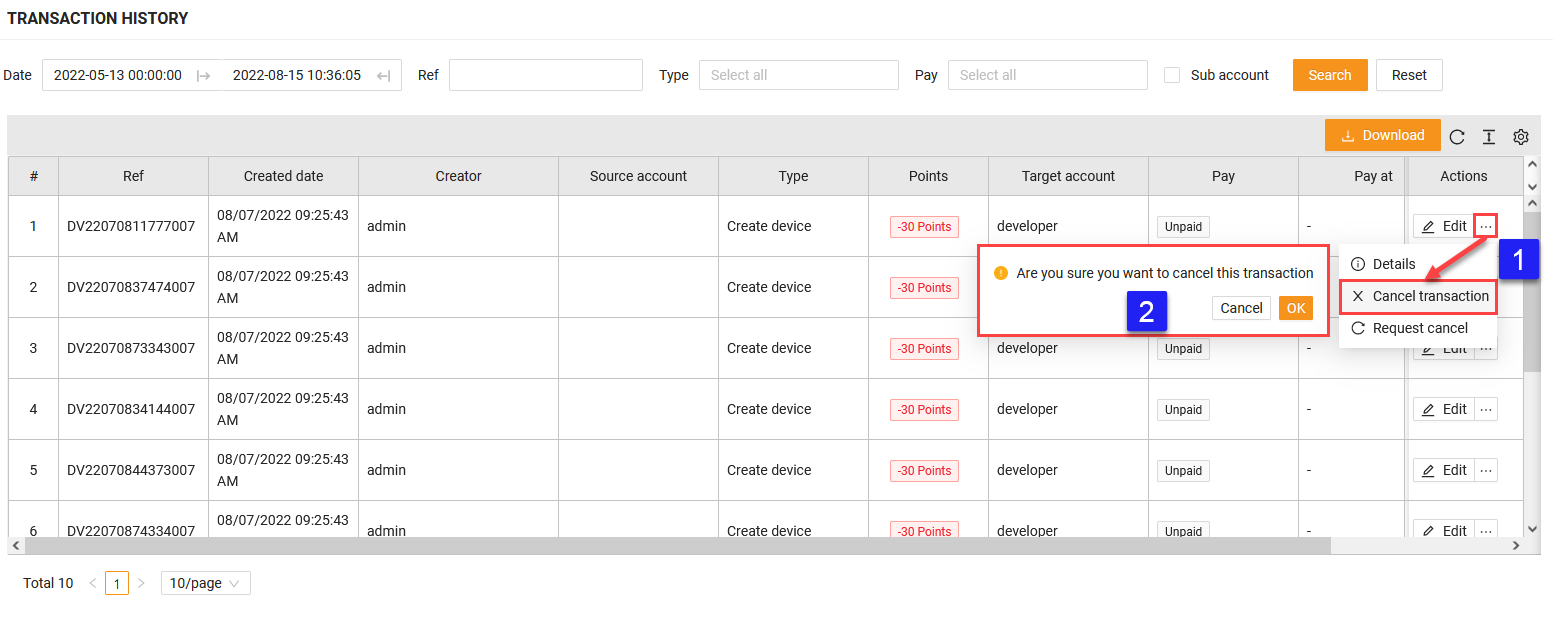 TRANSACTION HISTORY
Date 2022-05-13 00:00:00 2022-08-15 10:36:05 Ref Type Select all Pay Select all Sub account Search Reset
Download
# Ref Created date Creator Source account Type Points Target account Pay Pay at Actions
1 DV22070811777007 08/07/2022 09:25:43 AM admin Create device -30 Points developer Unpaid - Edit ...
1
Details
Are you sure you want to cancel this transaction
2 DV22070837474007 08/07/2022 09:25:43 AM admin Create device -30 Points
Cancel transaction
2
Cancel OK
Request cancel
3 DV22070873343007 08/07/2022 09:25:43 AM admin Create device -30 Points developer Unpaid - Edit ...
4 DV22070834144007 08/07/2022 09:25:43 AM admin Create device -30 Points developer Unpaid - Edit ...
5 DV22070844373007 08/07/2022 09:25:43 AM admin Create device -30 Points developer Unpaid - Edit ...
6 DV22070874334007 08/07/2022 09:25:43 admin Create device -30 Points developer Unpaid - Edit ...
Total 10 < 1 > 10/page